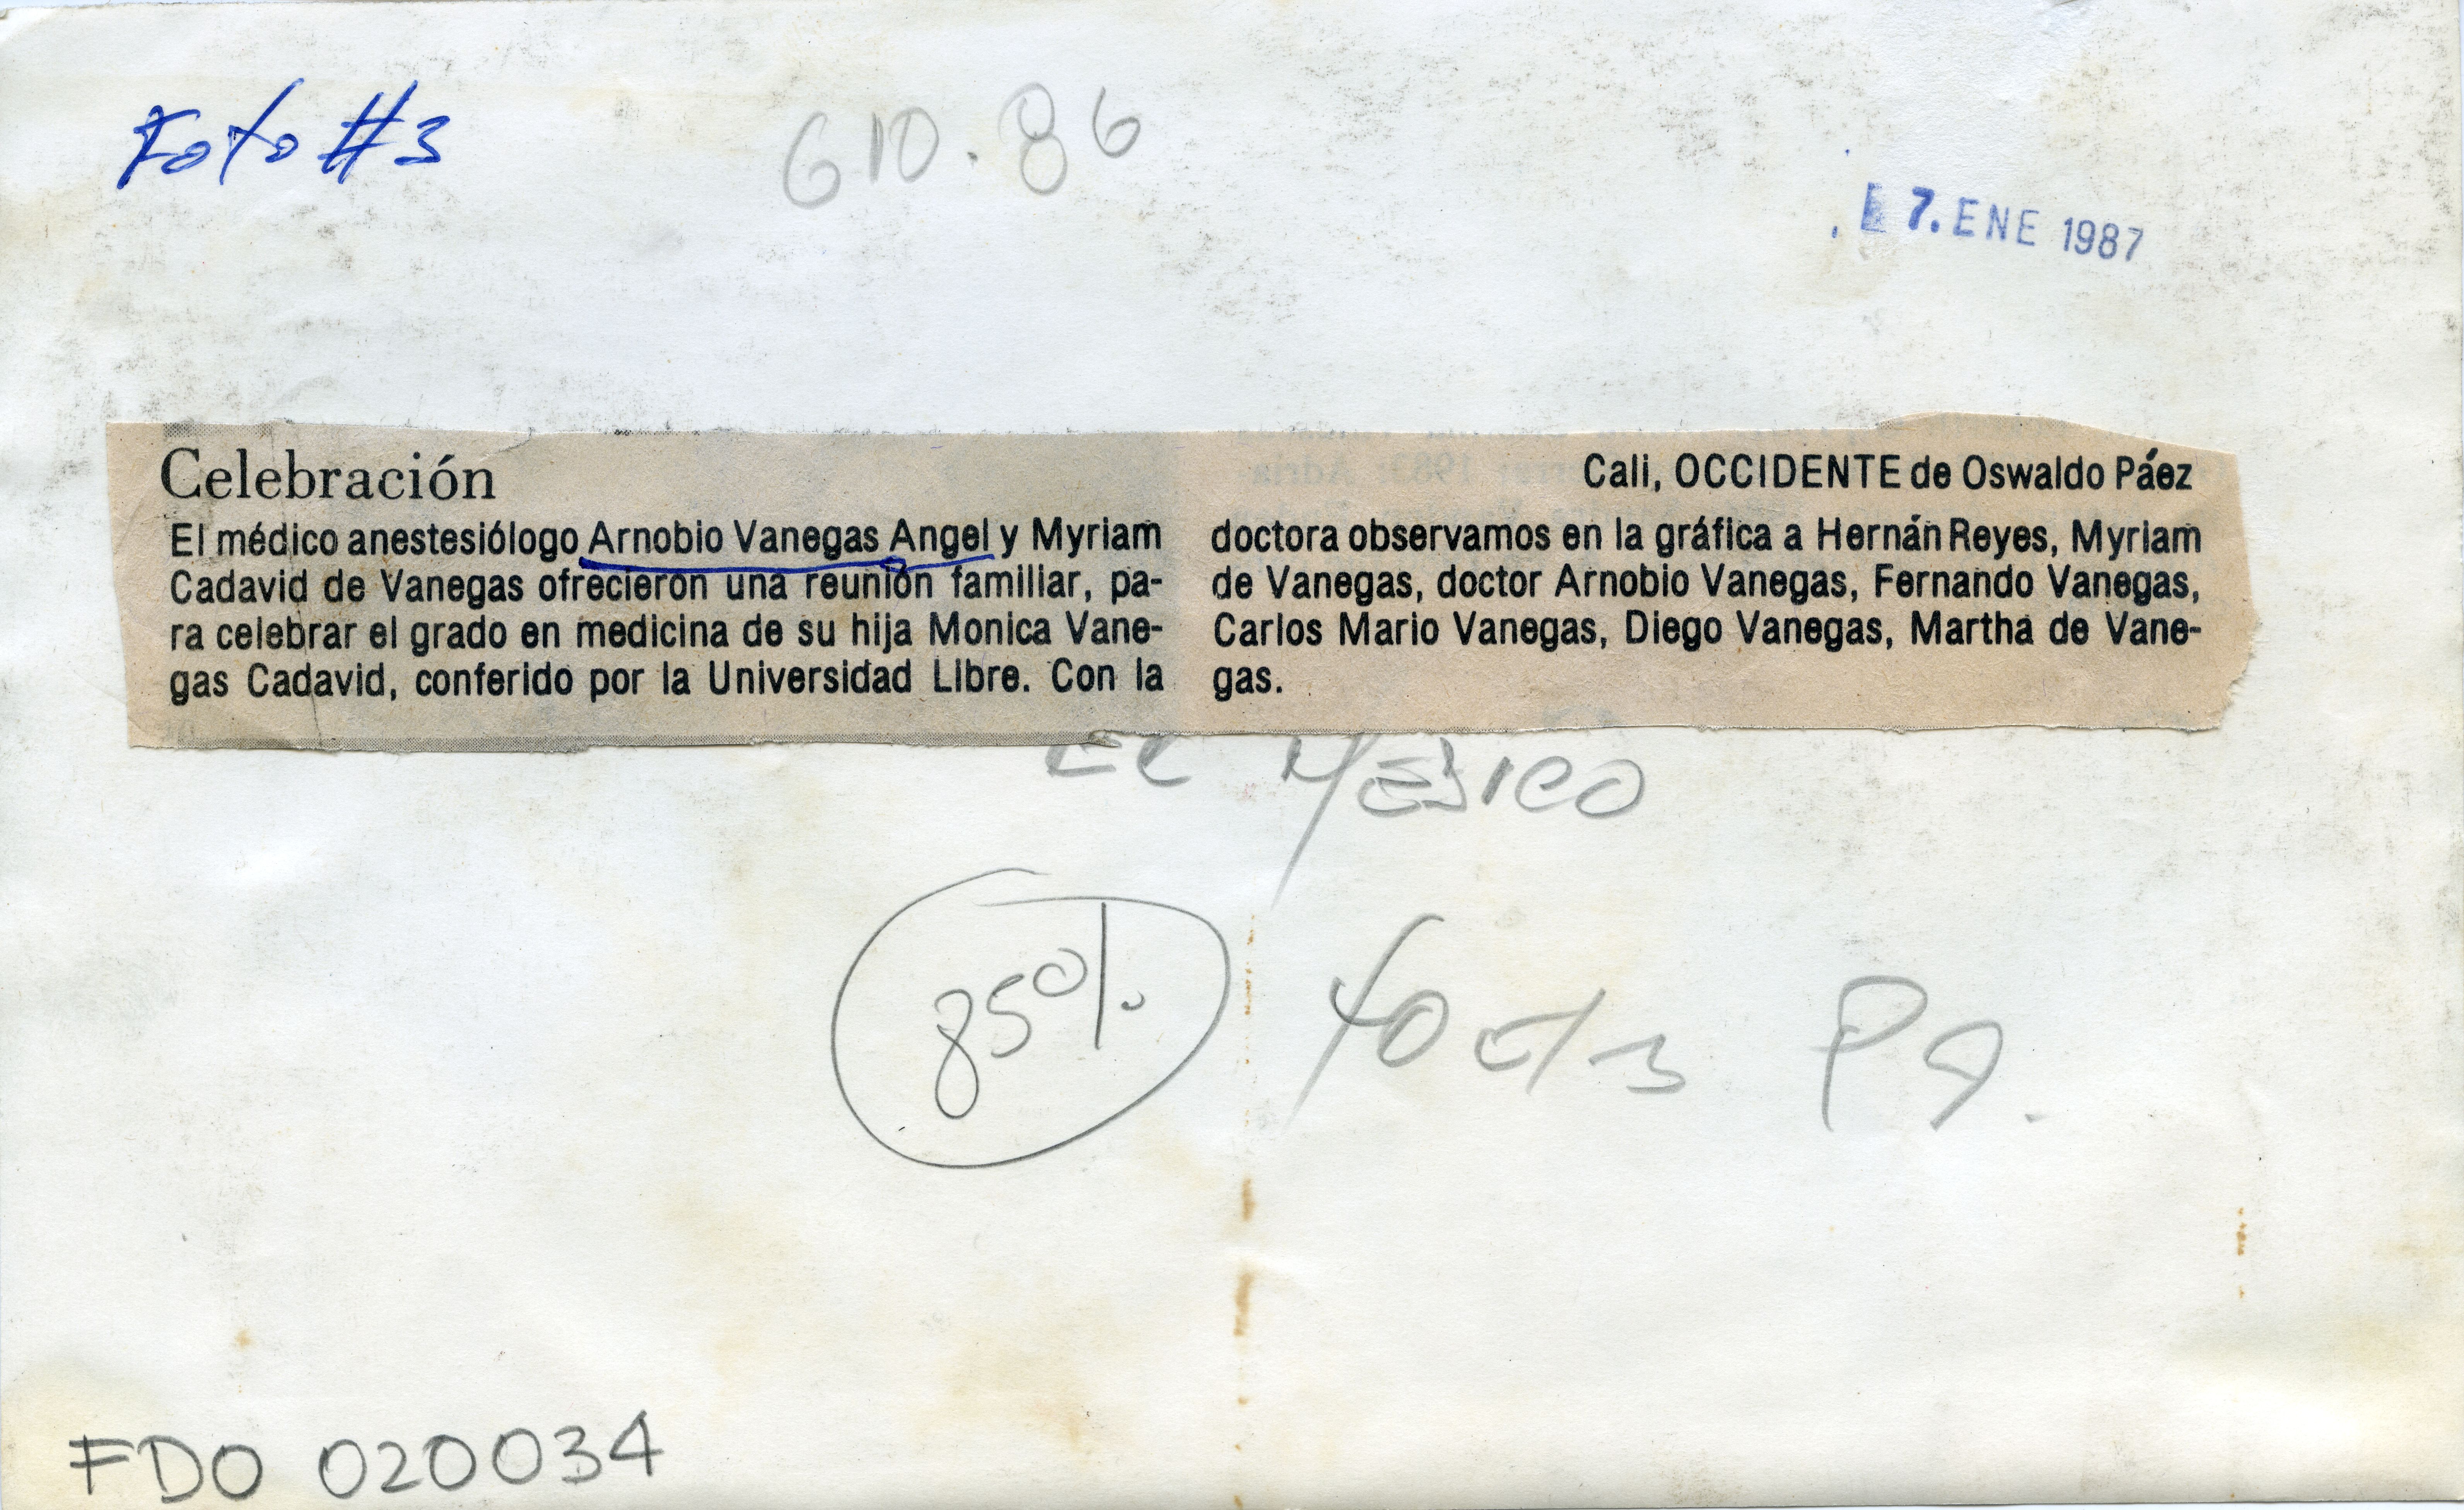 Foto #3
610.86
7. ENE 1987
Celebración
Cali, OCCIDENTE de Oswaldo Páez
El médico anestesiólogo Arnobio Vanegas Angel y Myriam
Cadavid de Vanegas ofrecieron una reunión familiar, pa-
ra celebrar el grado en medicina de su hija Monica Vane-
gas Cadavid, conferido por la Universidad Libre. Con la
doctora observamos en la gráfica a Hernán Reyes, Myriam
de Vanegas, doctor Arnobio Vanegas, Fernando Vanegas,
Carlos Mario Vanegas, Diego Vanegas, Martha de Vane-
gas.
85%
FDO 020034